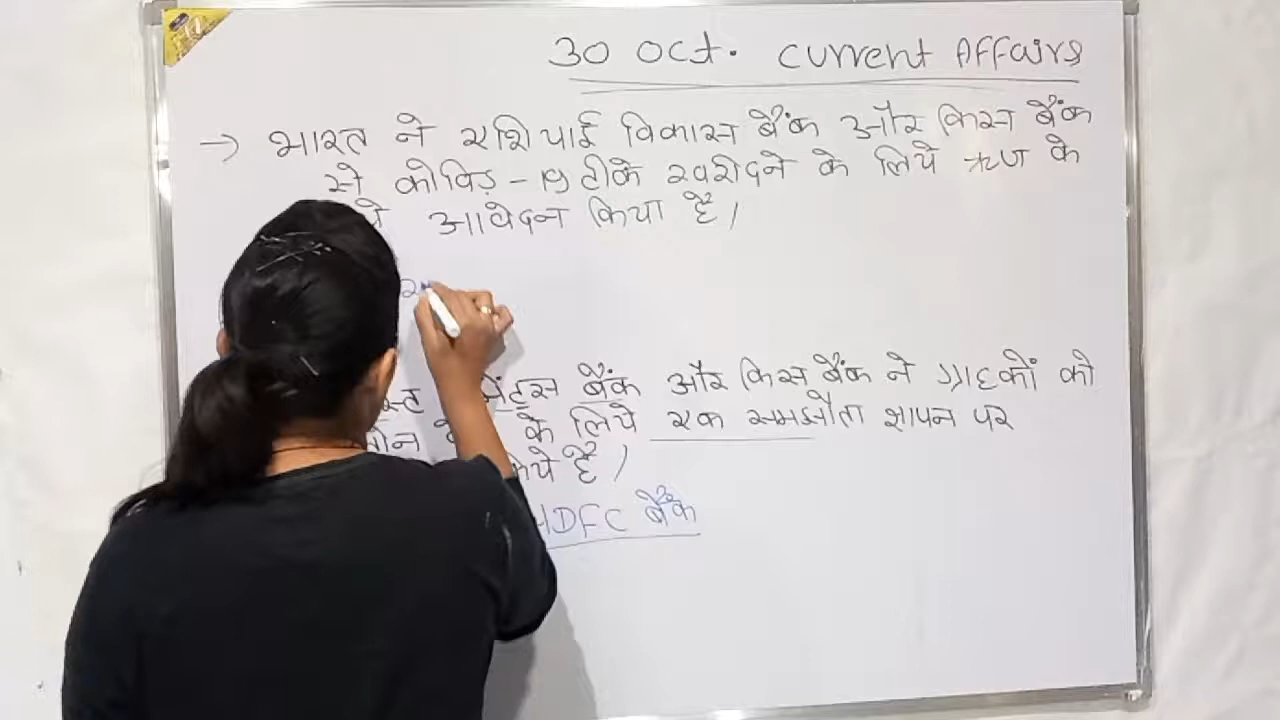 30 Oct. Current Affairs
→ भारत ने एशियाई विकास बैंक और किस बैंक
से कोविड़-19 टीके खरीदने के लिये ऋण के
आवेदन किया है।
बैंक और किस बैंक ने ग्राहकों को
के लिये एक समझौता ज्ञापन पर
है।
HDFC बैंक